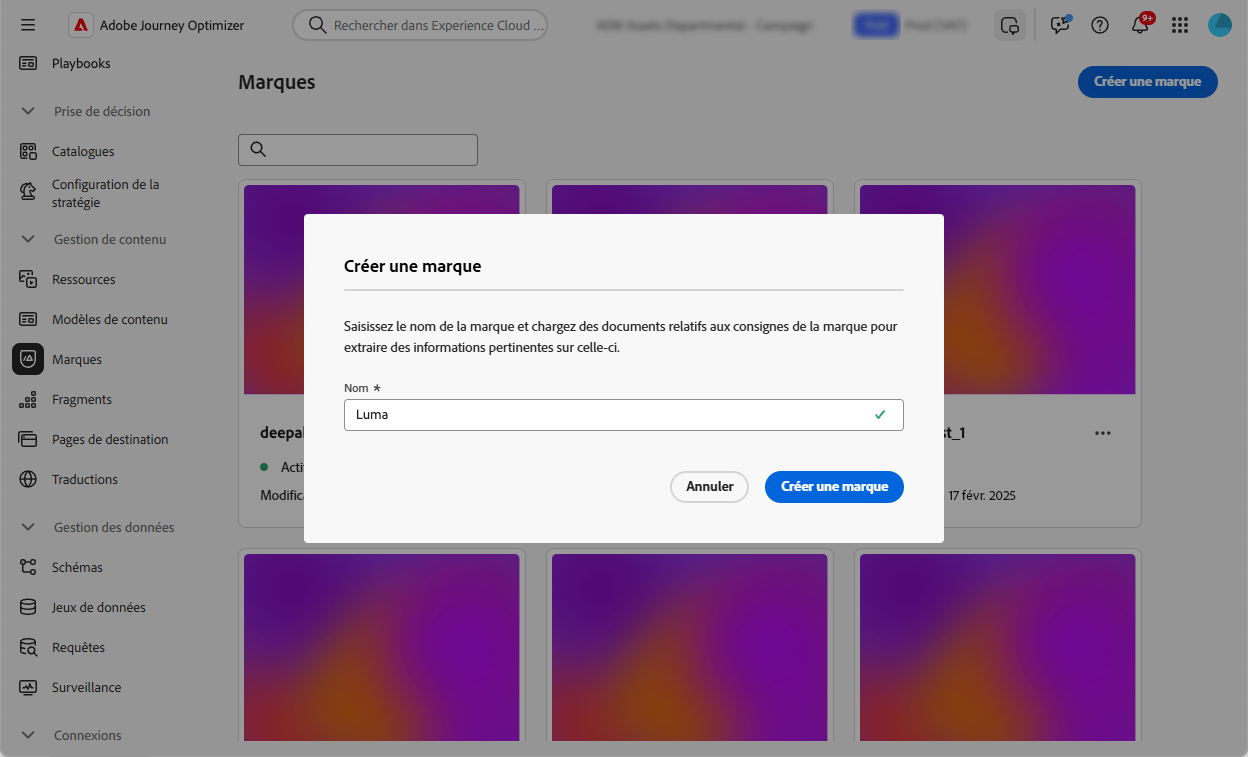 Adobe Journey Optimizer
Rechercher dans Experience Cloud ...
9+
Playbooks
Prise de décision
Catalogues
Configuration de la
stratégie
Gestion de contenu
Ressources
Modèles de contenu
Marques
Fragments
Pages de destination
Traductions
Gestion des données
Schémas
Jeux de données
Requêtes
Surveillance
Connexions
Marques
Créer une marque
Créer une marque
Saisissez le nom de la marque et chargez des documents relatifs aux consignes de la marque pour
extraire des informations pertinentes sur celle-ci.
Nom *
Luma
Annuler
Créer une marque
st_1
17 févr. 2025